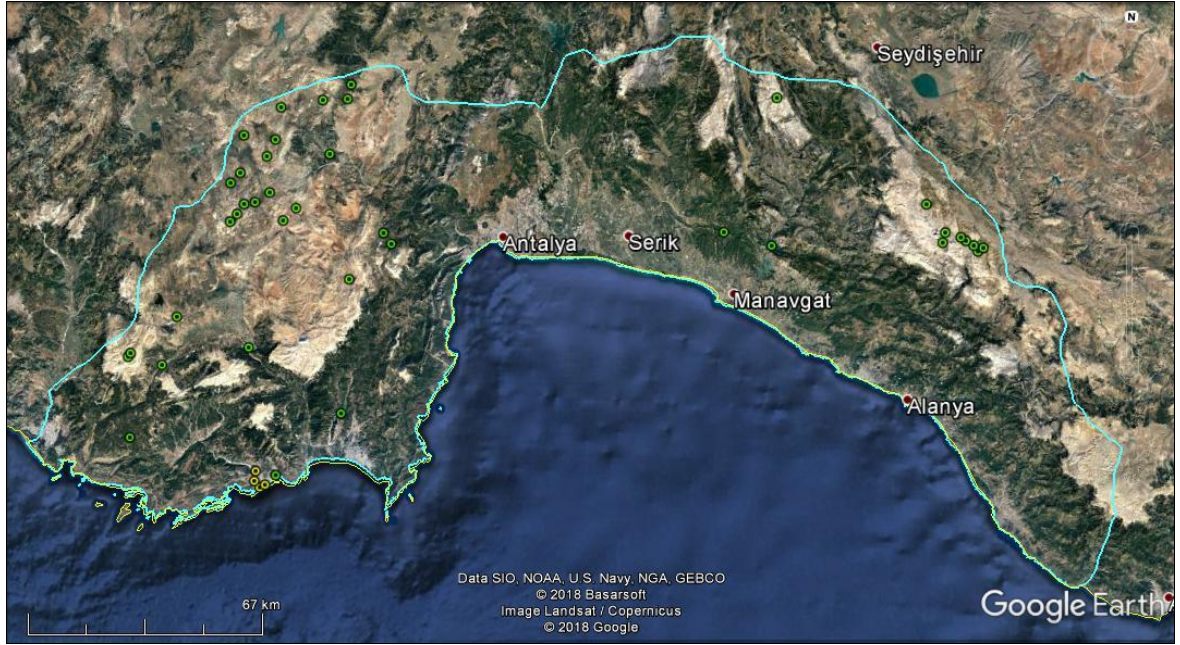 N
Seydişehir
Antalya
Serik
Manavgat
Alanya
Data SIO, NOAA, U.S. Navy, NGA, GEBCO
© 2018 Basarsoft
Image Landsat / Copernicus
© 2018 Google
67 km
Google Earth